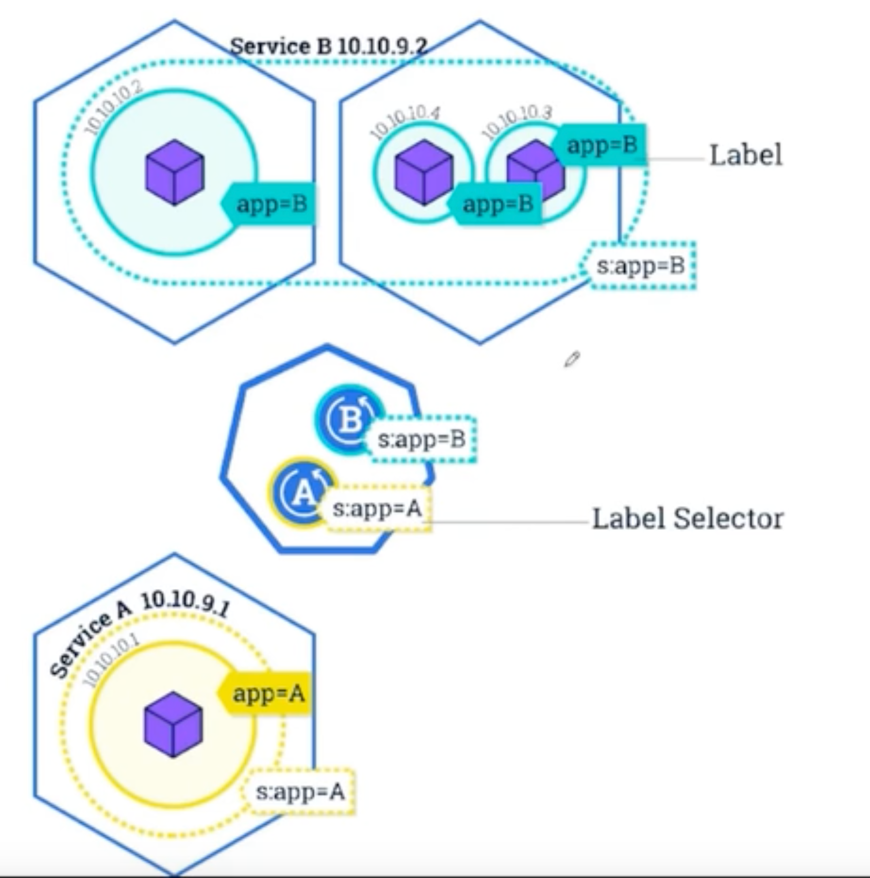 Service B 10.10.9.2
10.10.10.2
10.10.10.4
10.10.10.3
app=B
Label
app=B
app=B
s:app=B
B
s:app=B
A
s:app=A
Label Selector
Service A 10.10.9.1
10.10.10.1
app=A
s:app=A